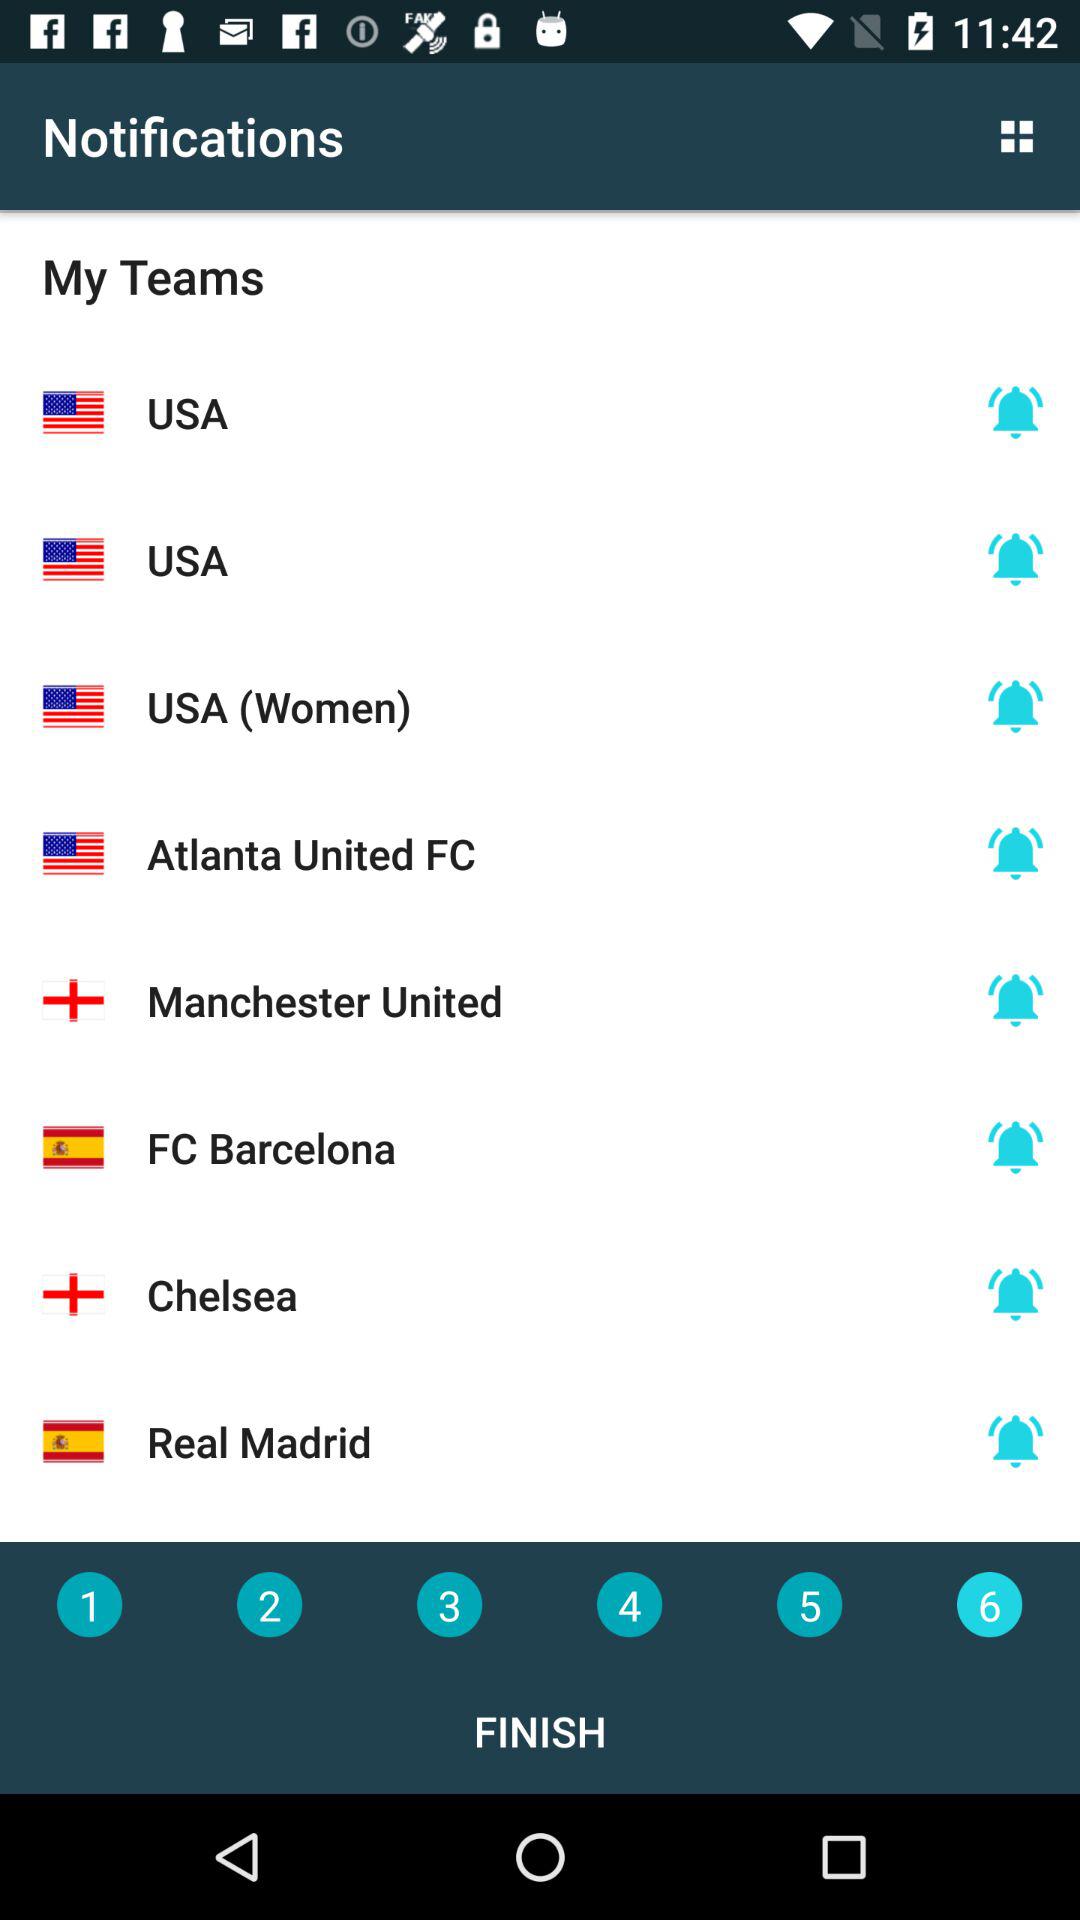 FAKE
11:42
Notifications
My Teams
USA
USA
USA (Women)
Atlanta United FC
Manchester United
FC Barcelona
Chelsea
Real Madrid
1 2 3 4 5 6
FINISH